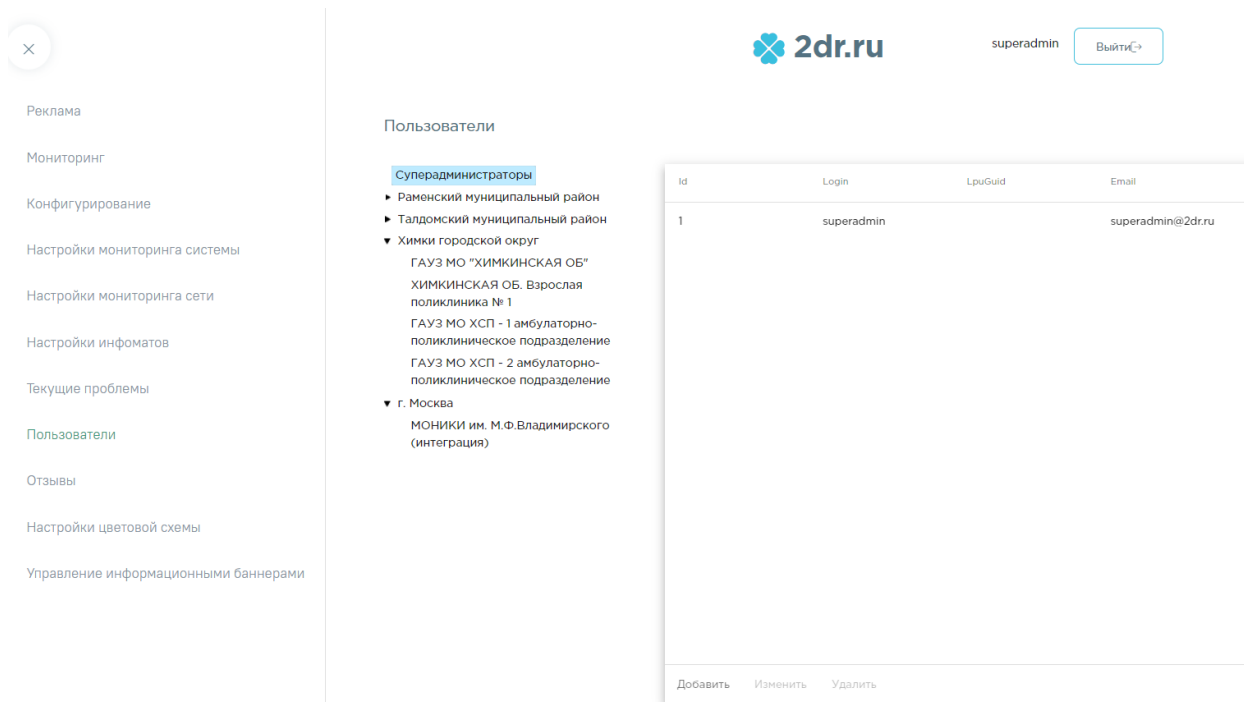 2dr.ru
superadmin
Выйти
Реклама
Мониторинг
Конфигурирование
Настройки мониторинга системы
Настройки мониторинга сети
Настройки инфоматов
Текущие проблемы
Пользователи
Отзывы
Настройки цветовой схемы
Управление информационными баннерами
Пользователи
Суперадминистраторы
Раменский муниципальный район
Талдомский муниципальный район
Химки городской округ
ГАУЗ МО "ХИМКИНСКАЯ ОБ"
ХИМКИНСКАЯ ОБ. Взрослая
поликлиника № 1
ГАУЗ МО ХСП - 1 амбулаторно-
поликлиническое подразделение
ГАУЗ МО ХСП - 2 амбулаторно-
поликлиническое подразделение
г. Москва
МОНИКИ им. М.Ф.Владимирского
(интеграция)
Id Login LpuGuid Email
1 superadmin superadmin@2dr.ru
Добавить Изменить Удалить